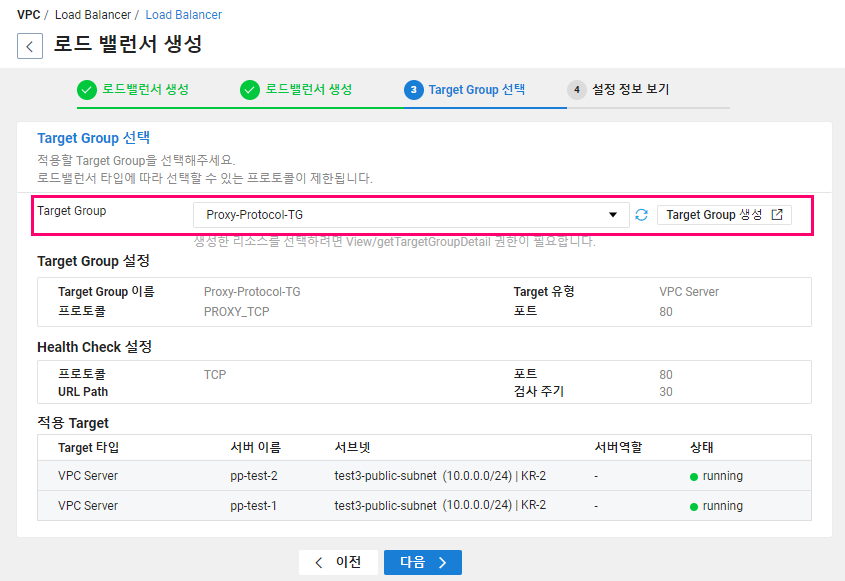 VPC / Load Balancer / Load Balancer
로드 밸런서 생성
로드밸런서 생성 로드밸런서 생성 3 Target Group 선택 4 설정 정보 보기
Target Group 선택
적용할 Target Group을 선택해주세요.
로드밸런서 타입에 따라 선택할 수 있는 프로토콜이 제한됩니다.
Target Group Proxy-Protocol-TG Target Group 생성
생성한 리소스를 선택하려면 View/getTargetGroupDetail 권한이 필요합니다.
Target Group 설정
Target Group 이름 Proxy-Protocol-TG Target 유형 VPC Server
프로토콜 PROXY_TCP 포트 80
Health Check 설정
프로토콜 TCP 포트 80
URL Path 검사 주기 30
적용 Target
Target 타입 서버 이름 서브넷 서버역할 상태
VPC Server pp-test-2 test3-public-subnet (10.0.0.0/24) | KR-2 - running
VPC Server pp-test-1 test3-public-subnet (10.0.0.0/24) | KR-2 - running
이전 다음